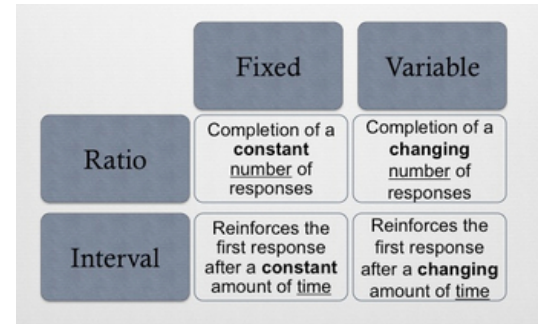 Fixed
Variable
Ratio
Completion of a
constant
number of
responses
Completion of a
changing
number of
responses
Interval
Reinforces the
first response
after a constant
amount of time
Reinforces the
first response
after a changing
amount of time